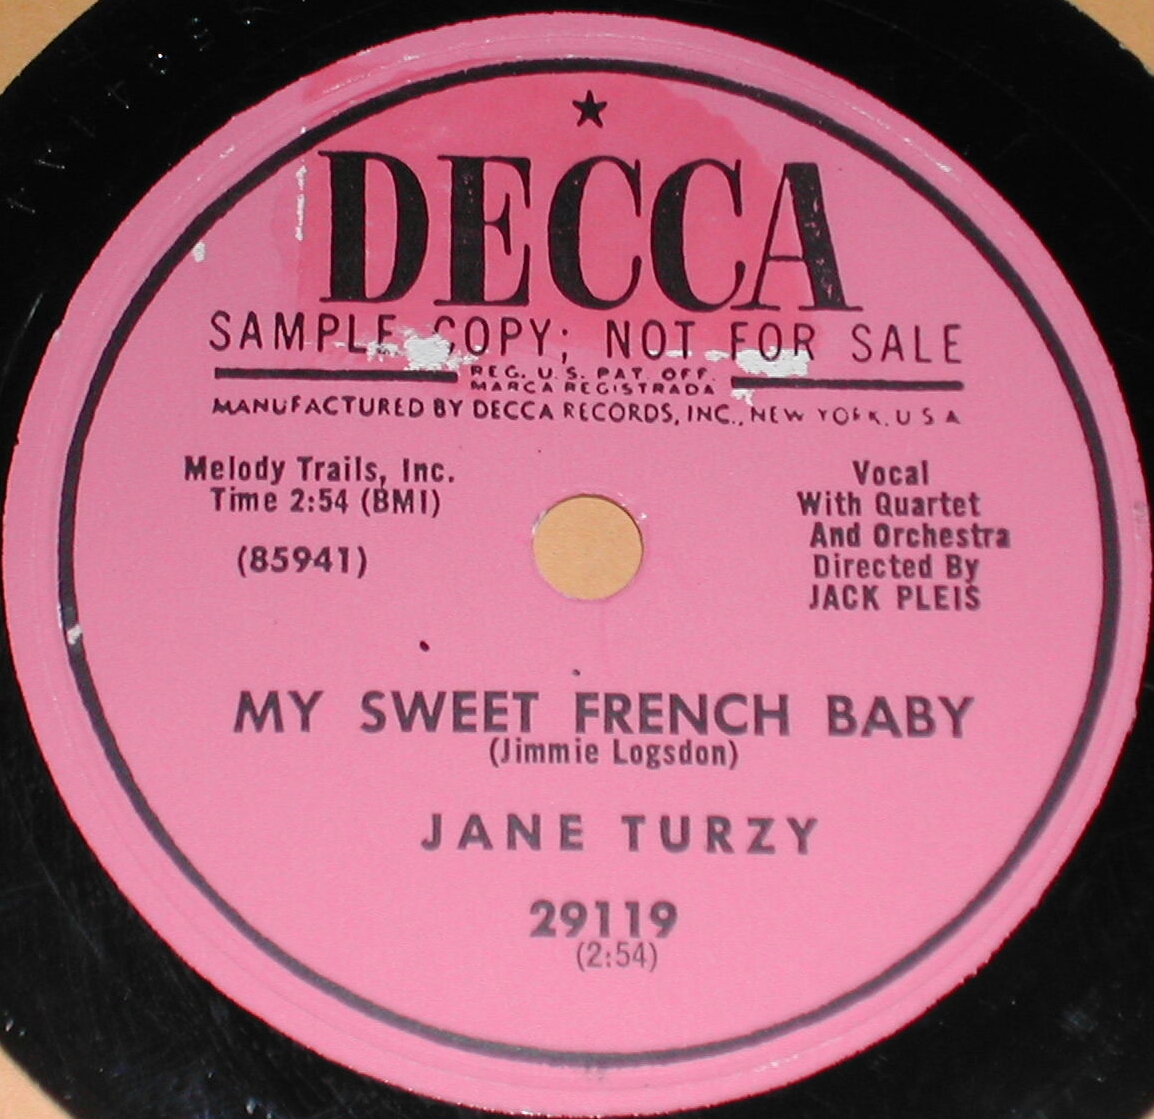 DECCA
SAMPLE COPY; NOT FOR SALE
REG. U.S. PAT. OFF.
MARCA REGISTRADA
MANUFACTURED BY DECCA RECORDS, INC., NEW YORK, U S A
Melody Trails, Inc.
Time 2:54 (BMI)
(85941)
Vocal
With Quartet
And Orchestra
Directed By
JACK PLEIS
MY SWEET FRENCH BABY
(Jimmie Logsdon)
JANE TURZY
29119
(2:54)